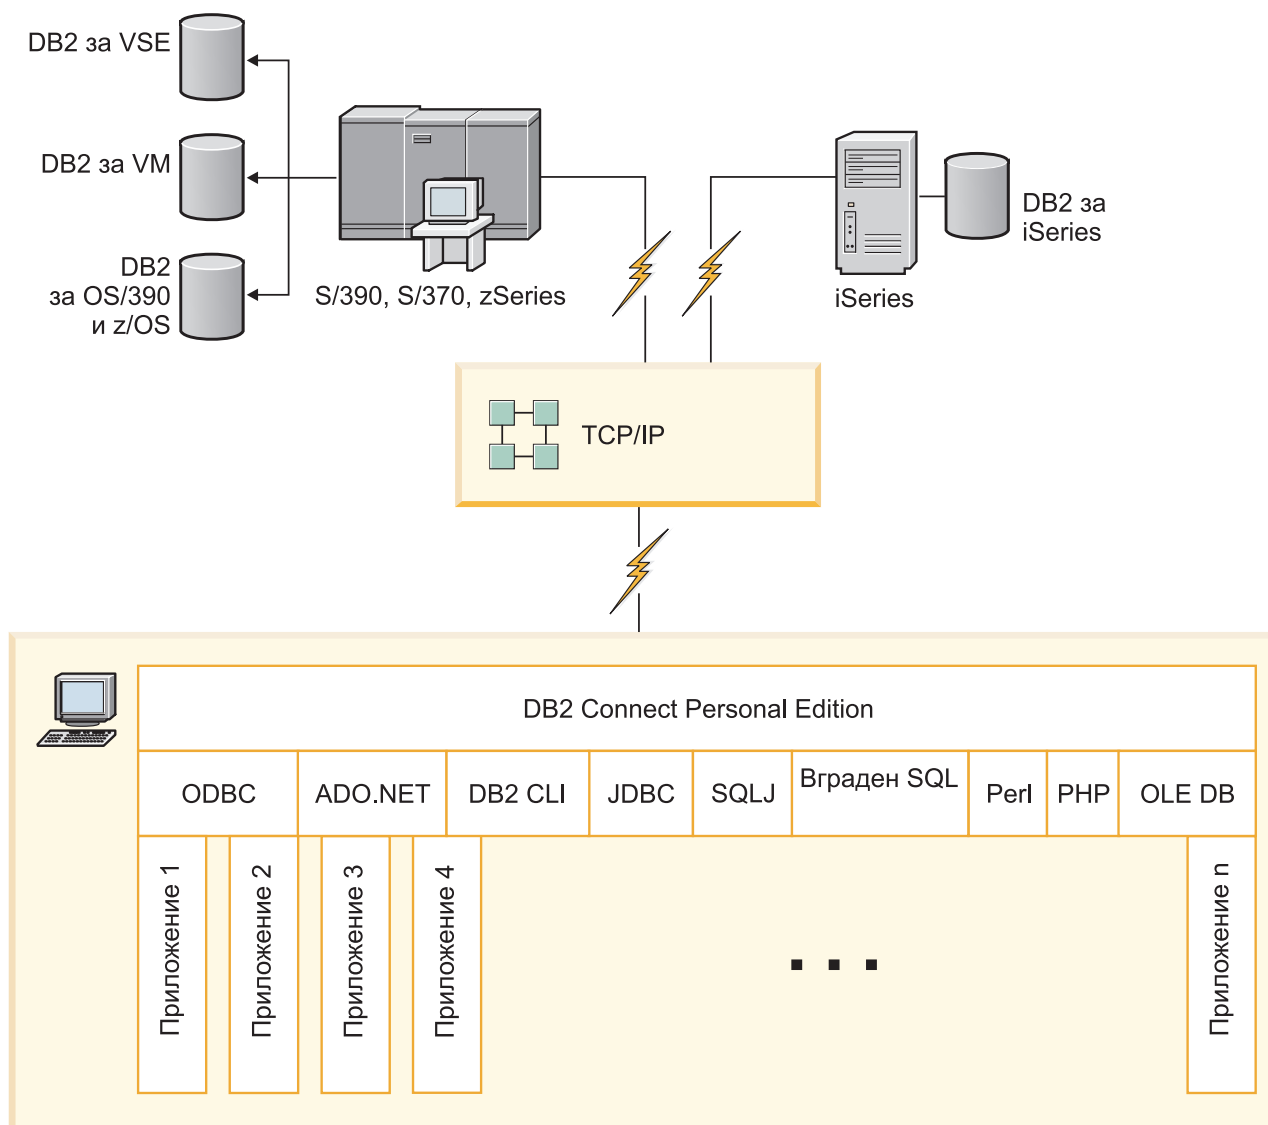 DB2 за VSE
DB2 за VM
DB2
за OS/390
и z/OS
S/390, S/370, zSeries
iSeries
DB2 за
iSeries
TCP/IP
DB2 Connect Personal Edition
ODBC
ADO.NET
DB2 CLI
JDBC
SQLJ
Вграден SQL
Perl
PHP
OLE DB
Приложение 1
Приложение 2
Приложение 3
Приложение 4
Приложение n